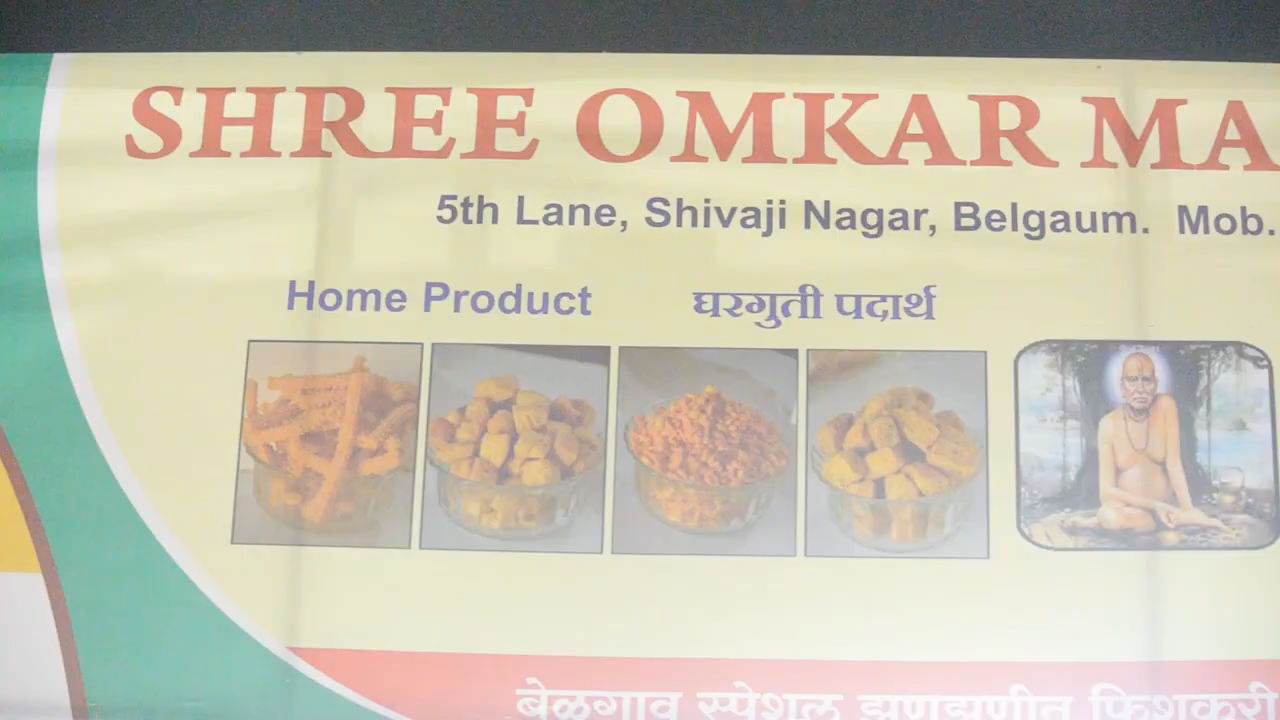 SHREE OMKAR MA
5th Lane, Shivaji Nagar, Belgaum. Mob.
Home Product घरगुती पदार्थ
बेळगाव स्पेशल झणझणीत फिशकरी